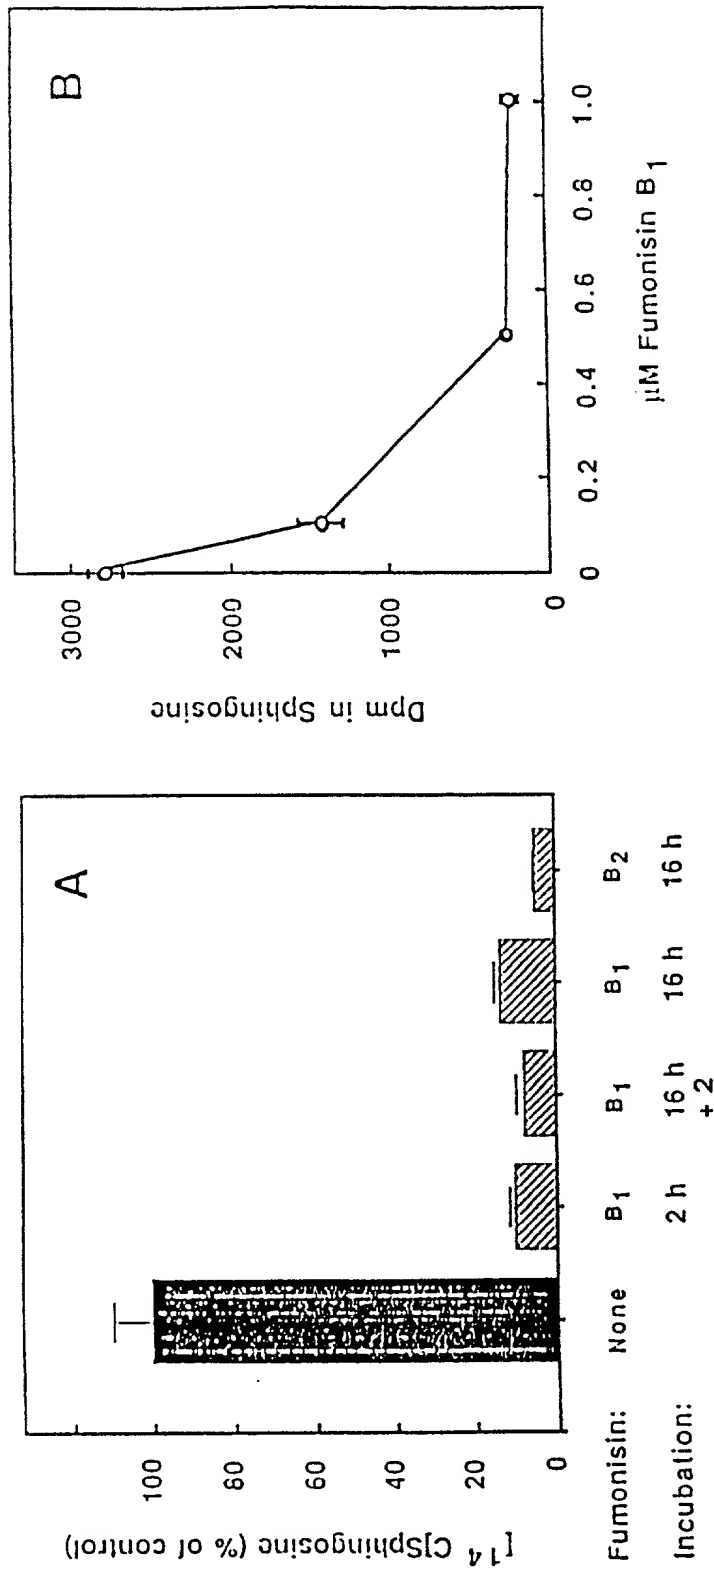 A
[14 C]Sphingosine (% of control)
100
80
60
40
20
0
Fumonisin: None B1 B1 B1 B2
Incubation: 2 h 16 h 16 h 16 h
+ 2
B
Dpm in Sphingosine
3000
2000
1000
0
0 0.2 0.4 0.6 0.8 1.0
µM Fumonisin B1